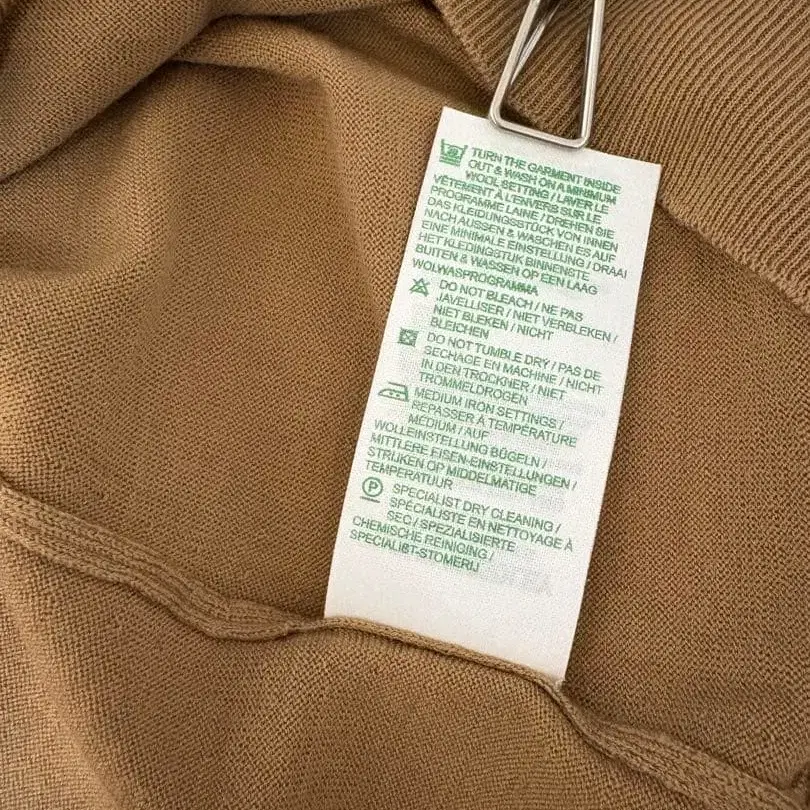 TURN THE GARMENT INSIDE
OUT & WASH ON A MINIMUM
WOOL SETTING / LAVER LE
VÊTEMENT À L'ENVERS SUR LE
PROGRAMME LAINE / DREHEN SIE
DAS KLEIDUNGSSTÜCK VON INNEN
NACH AUSSEN & WASCHEN ES AUF
EINE MINIMALE EINSTELLUNG / DRAAI
HET KLEDINGSTUK BINNENSTE
BUITEN & WASSEN OP EEN LAAG
WOLWASPROGRAMMA
DO NOT BLEACH / NE PAS
JAVELLISER / NIET VERBLEKEN /
NIET BLEKEN / NICHT
BLEICHEN
DO NOT TUMBLE DRY / PAS DE
SECHAGE EN MACHINE / NICHT
IN DEN TROCKNER / NIET
TROMMELDROGEN
MEDIUM IRON SETTINGS /
REPASSER À TEMPÉRATURE
MEDIUM / AUF
WOLLEINSTELLUNG BÜGELN /
MITTLERE EISEN-EINSTELLUNGEN /
STRIJKEN OP MIDDELMATIGE
TEMPERATUUR
P SPECIALIST DRY CLEANING /
SPÉCIALISTE EN NETTOYAGE À
SEC / SPEZIALISIERTE
CHEMISCHE REINIGING /
SPECIALIST-STOMERIJ